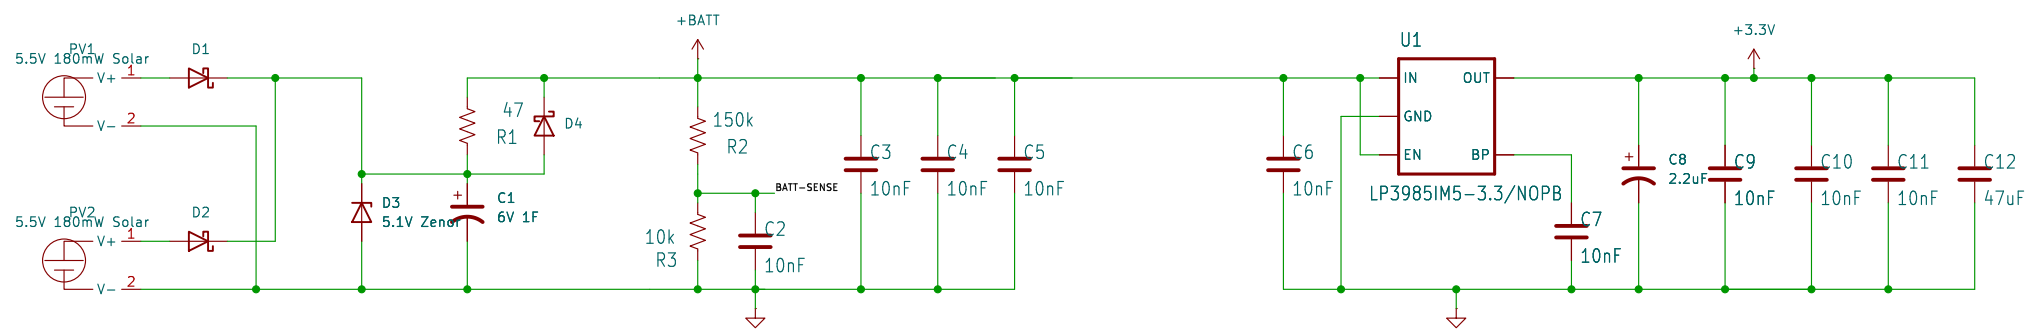 PV1
5.5V 180mW Solar
V+
1
V-
2
D1
PV2
5.5V 180mW Solar
V+
1
V-
2
D2
D3
5.1V Zenor
+
C1
6V 1F
47
R1
D4
+BATT
150k
R2
BATT-SENSE
10k
R3
C2
10nF
C3
10nF
C4
10nF
C5
10nF
C6
10nF
U1
IN
OUT
GND
EN
BP
LP3985IM5-3.3/NOPB
C7
10nF
+
C8
2.2uF
C9
10nF
+3.3V
C10
10nF
C11
10nF
C12
47uF